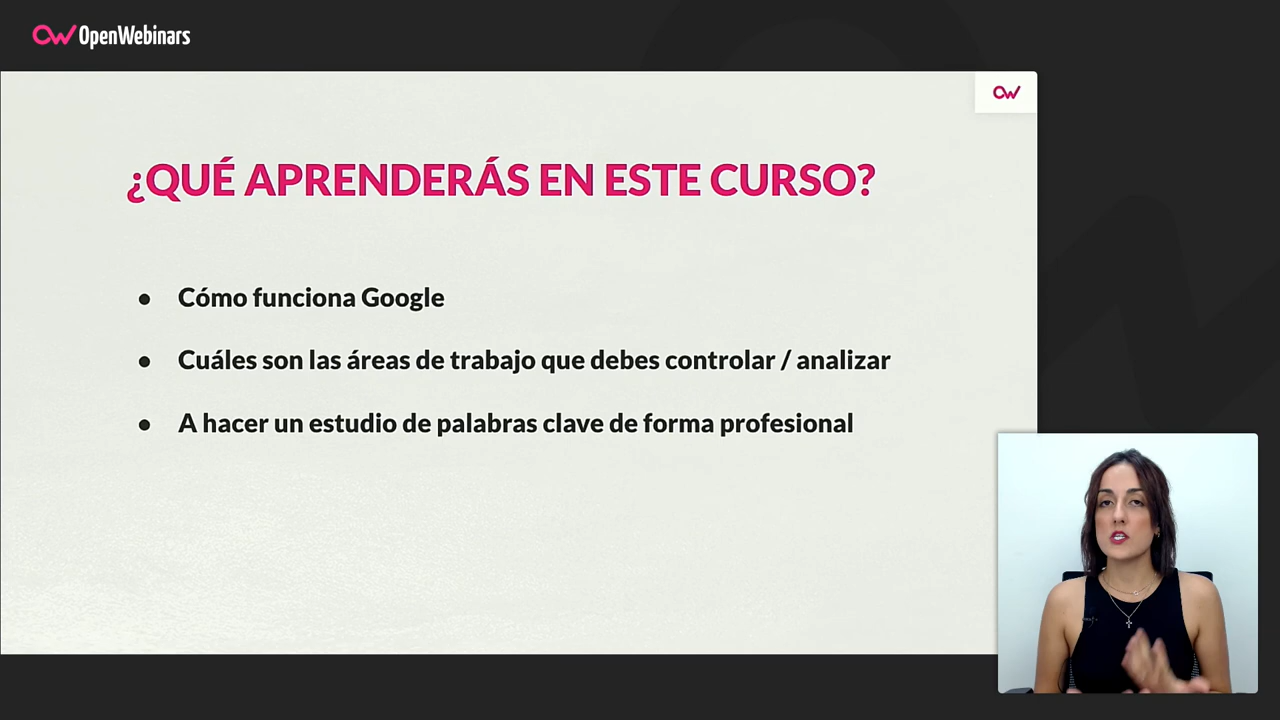 OpenWebinars
¿QUÉ APRENDERÁS EN ESTE CURSO?
● Cómo funciona Google
● Cuáles son las áreas de trabajo que debes controlar / analizar
● A hacer un estudio de palabras clave de forma profesional